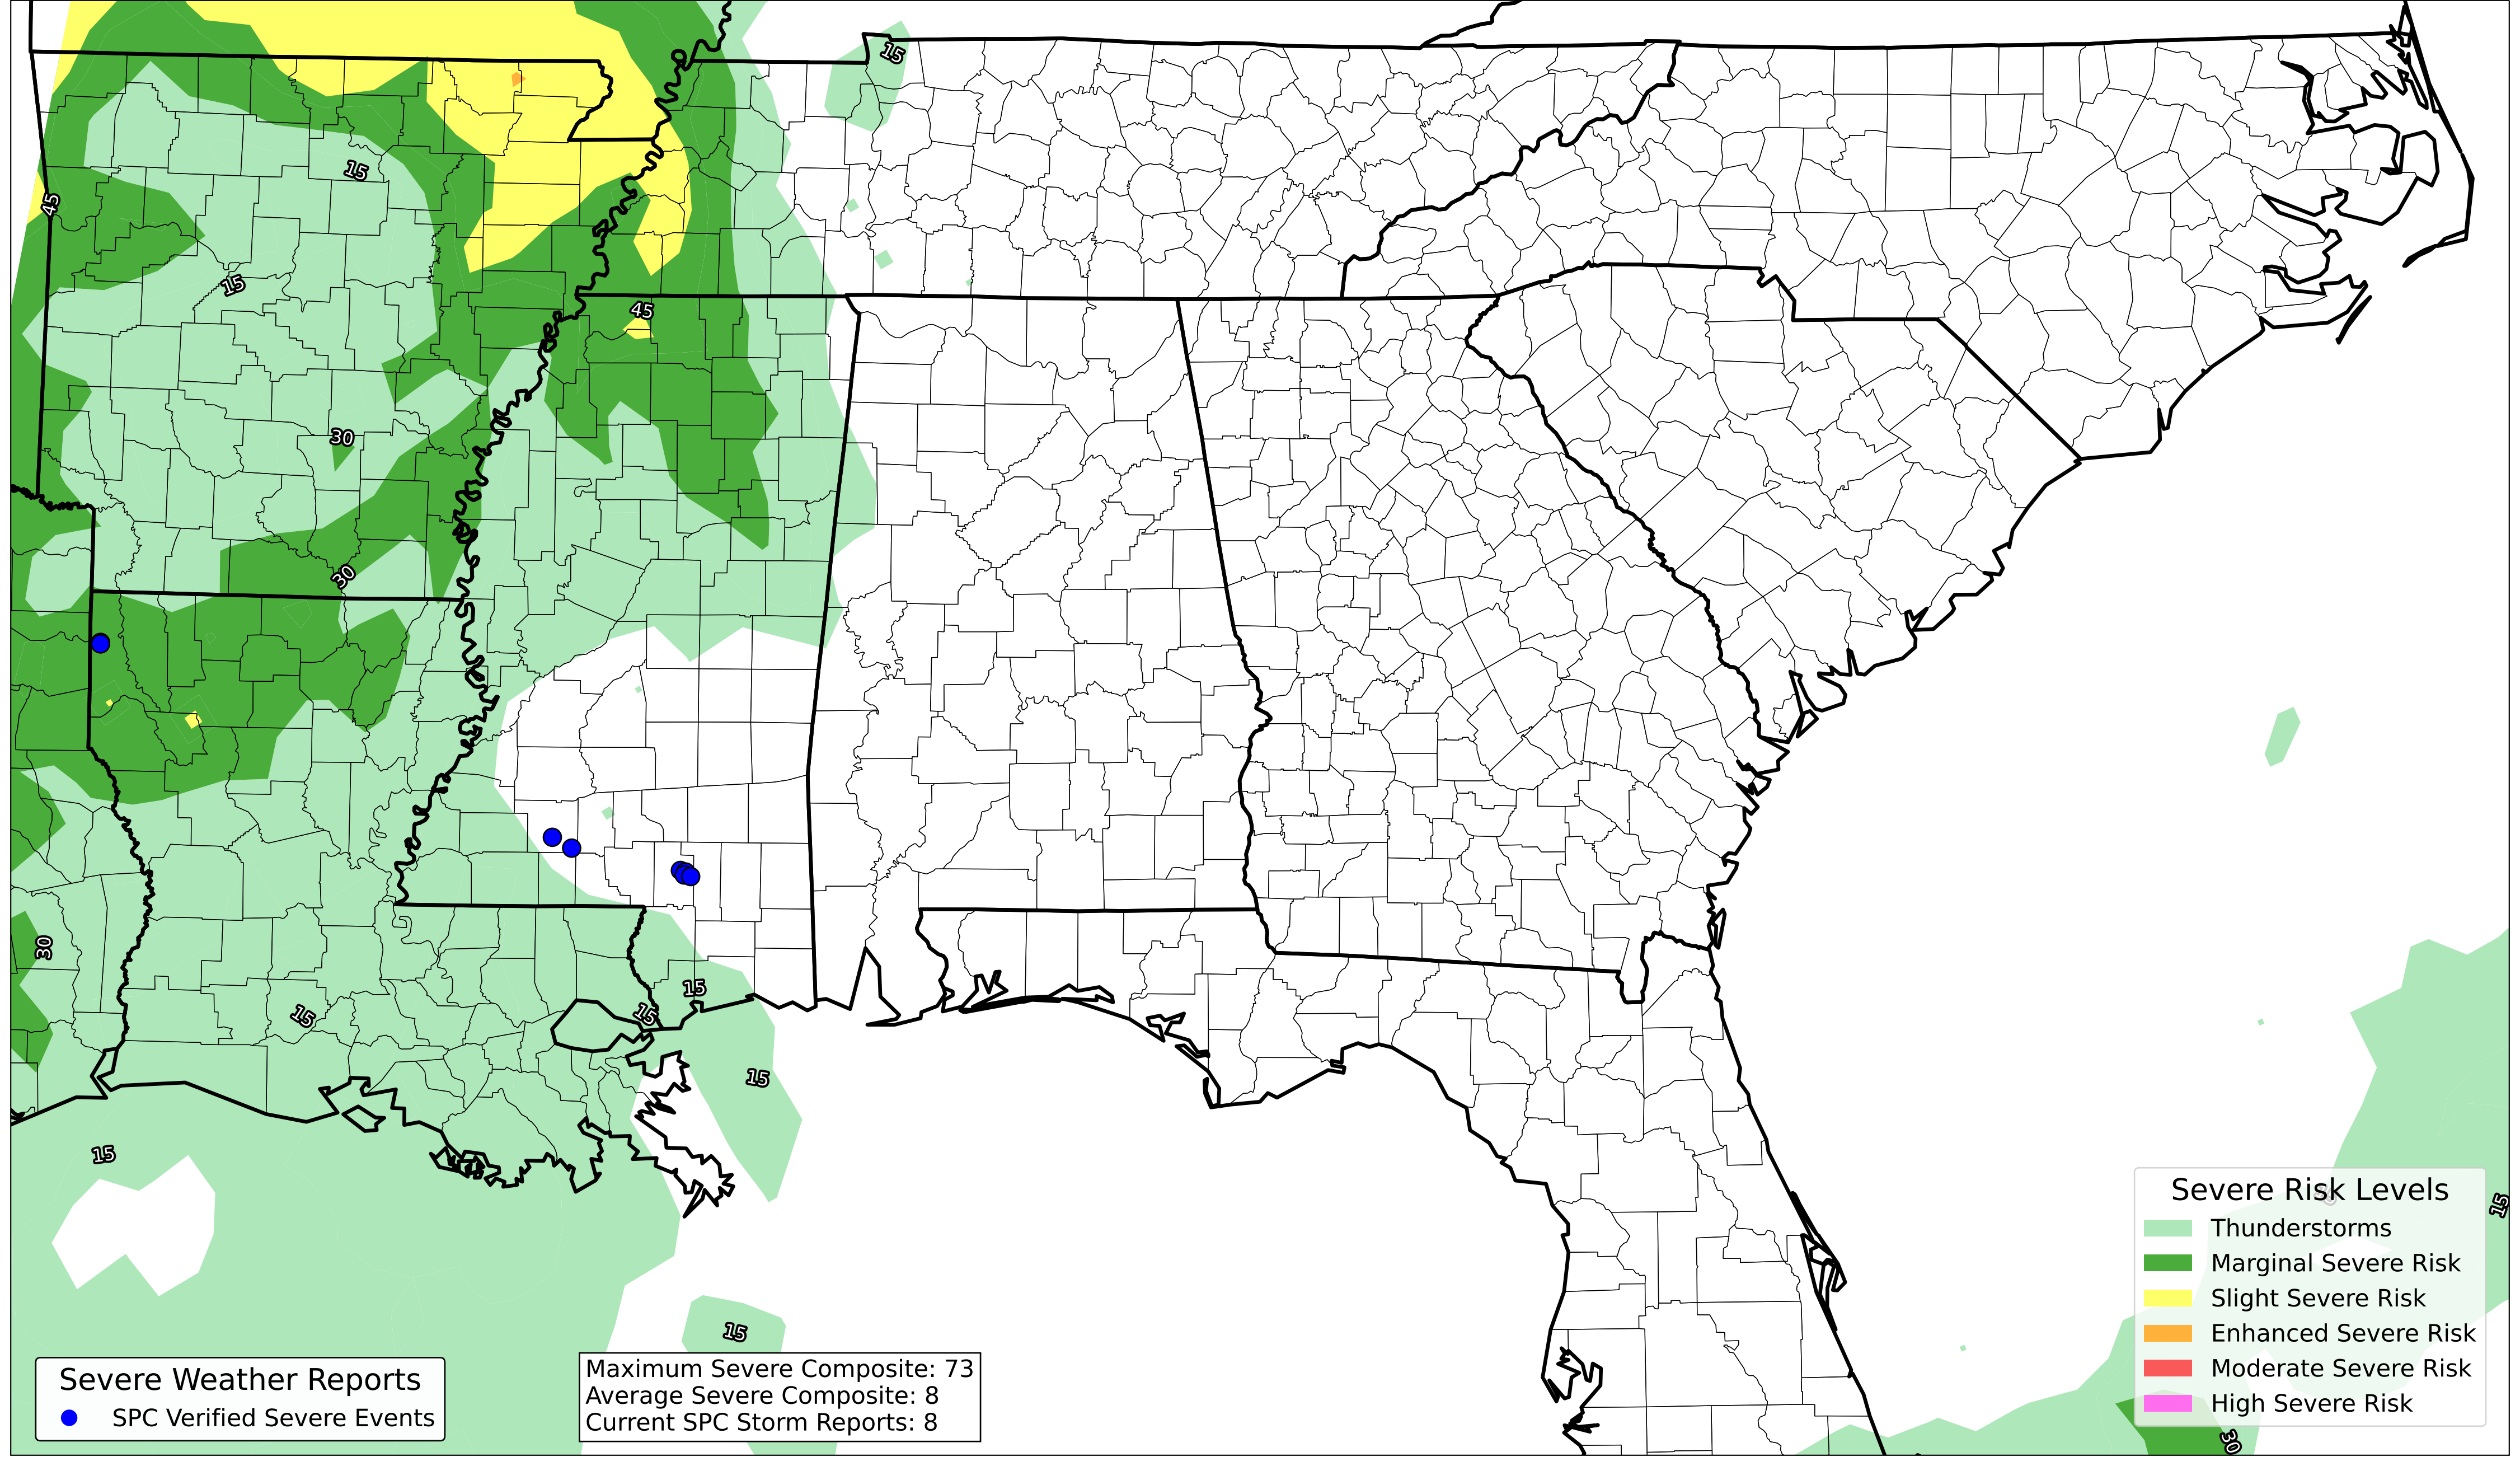 15
15
45
15
45
30
30
30
15
15
15
15
15
15
15
30
Severe Risk Levels
Thunderstorms
Marginal Severe Risk
Slight Severe Risk
Enhanced Severe Risk
Moderate Severe Risk
High Severe Risk
Severe Weather Reports
SPC Verified Severe Events
Maximum Severe Composite: 73
Average Severe Composite: 8
Current SPC Storm Reports: 8